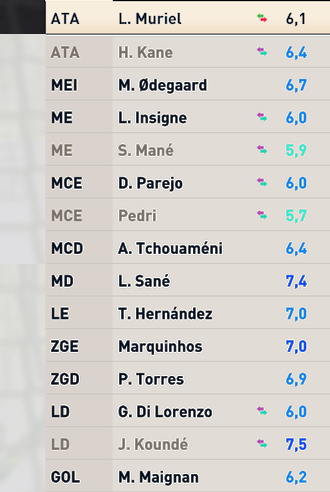 ATA L. Muriel 6,1
ATA H. Kane 6,4
MEI M. Ødegaard 6,7
ME L. Insigne 6,0
ME S. Mané 5,9
MCE D. Parejo 6,0
MCE Pedri 5,7
MCD A. Tchouaméni 6,4
MD L. Sané 7,4
LE T. Hernández 7,0
ZGE Marquinhos 7,0
ZGD P. Torres 6,9
LD G. Di Lorenzo 6,0
LD J. Koundé 7,5
GOL M. Maignan 6,2